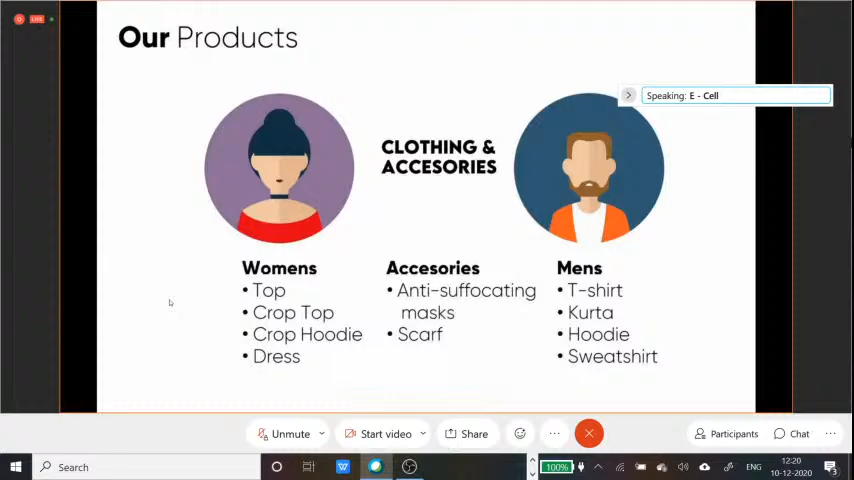 LIVE
Our Products
Speaking: E - Cell
CLOTHING &
ACCESORIES
Womens
• Top
• Crop Top
• Crop Hoodie
• Dress
Accesories
• Anti-suffocating
masks
• Scarf
Mens
• T-shirt
• Kurta
• Hoodie
• Sweatshirt
Unmute
Start video
Share
Participants
Chat
Search
W
100%
ENG
12:20
10-12-2020
3